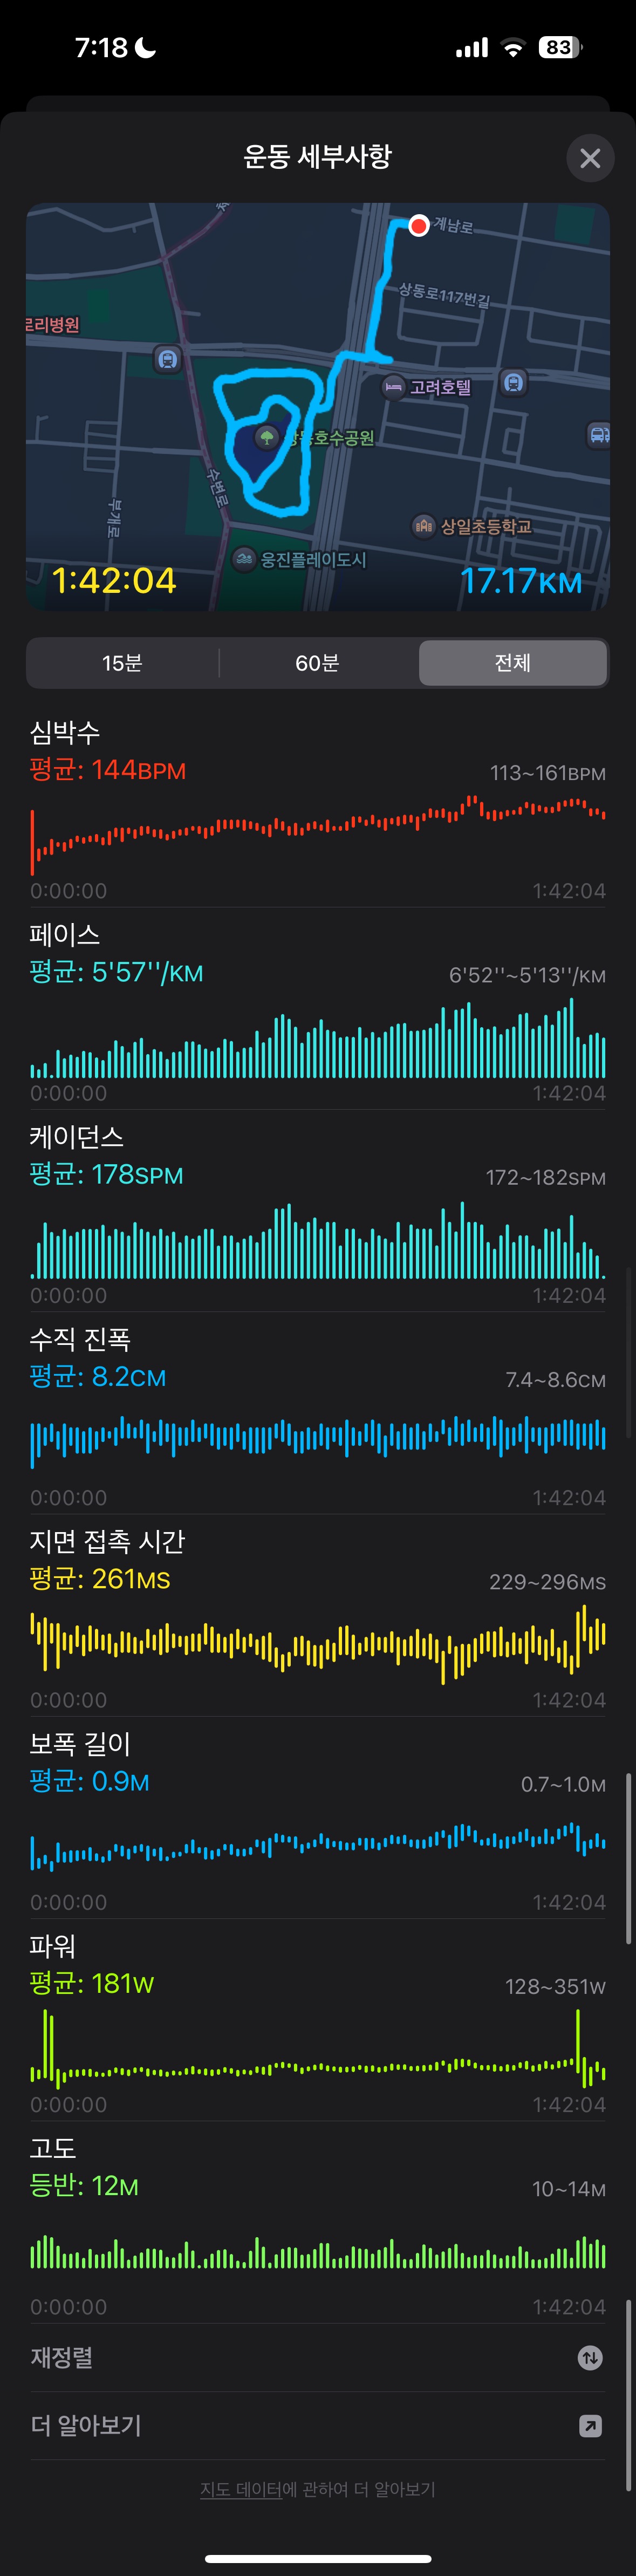 7:18
83
운동 세부사항
계남로
상동로117번길
로리병원
고려호텔
상동호수공원
수변로
부개로
상일초등학교
웅진플레이도시
1:42:04
17.17KM
15분
60분
전체
심박수
평균: 144BPM
113~161BPM
0:00:00
1:42:04
페이스
평균: 5'57''/KM
6'52''~5'13''/KM
0:00:00
1:42:04
케이던스
평균: 178SPM
172~182SPM
0:00:00
1:42:04
수직 진폭
평균: 8.2CM
7.4~8.6CM
0:00:00
1:42:04
지면 접촉 시간
평균: 261MS
229~296MS
0:00:00
1:42:04
보폭 길이
평균: 0.9M
0.7~1.0M
0:00:00
1:42:04
파워
평균: 181W
128~351W
0:00:00
1:42:04
고도
등반: 12M
10~14M
0:00:00
1:42:04
재정렬
더 알아보기
지도 데이터에 관하여 더 알아보기